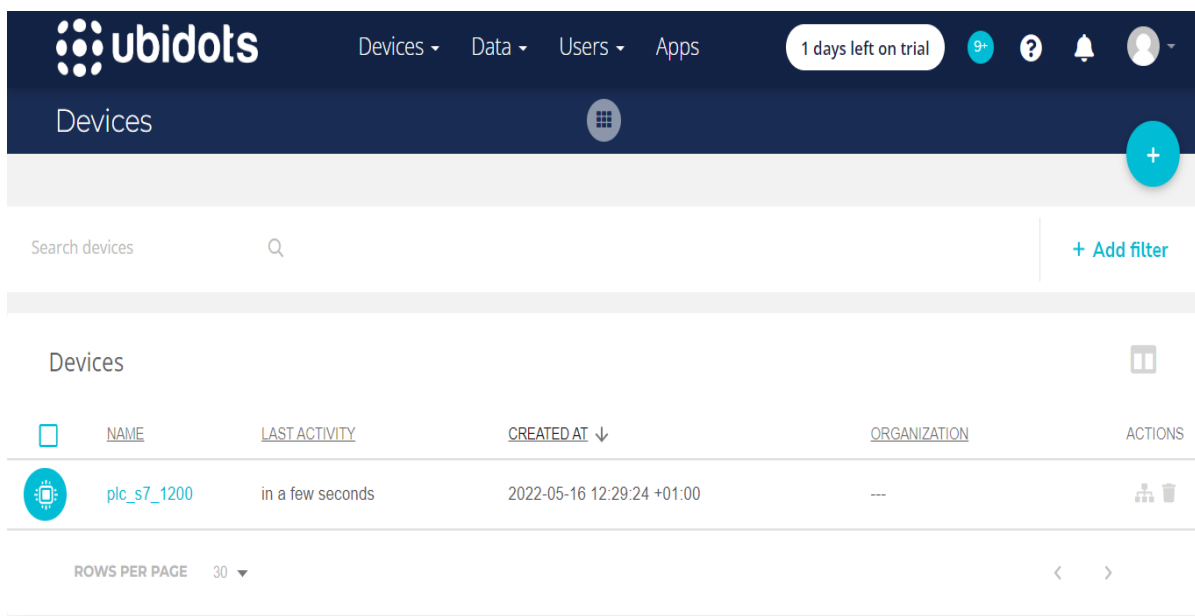 ubidots Devices Data Users Apps 1 days left on trial 9+ ?
Devices
+
Search devices + Add filter
Devices
NAME LAST ACTIVITY CREATED AT ↓ ORGANIZATION ACTIONS
plc_s7_1200 in a few seconds 2022-05-16 12:29:24 +01:00 ---
ROWS PER PAGE 30 < >